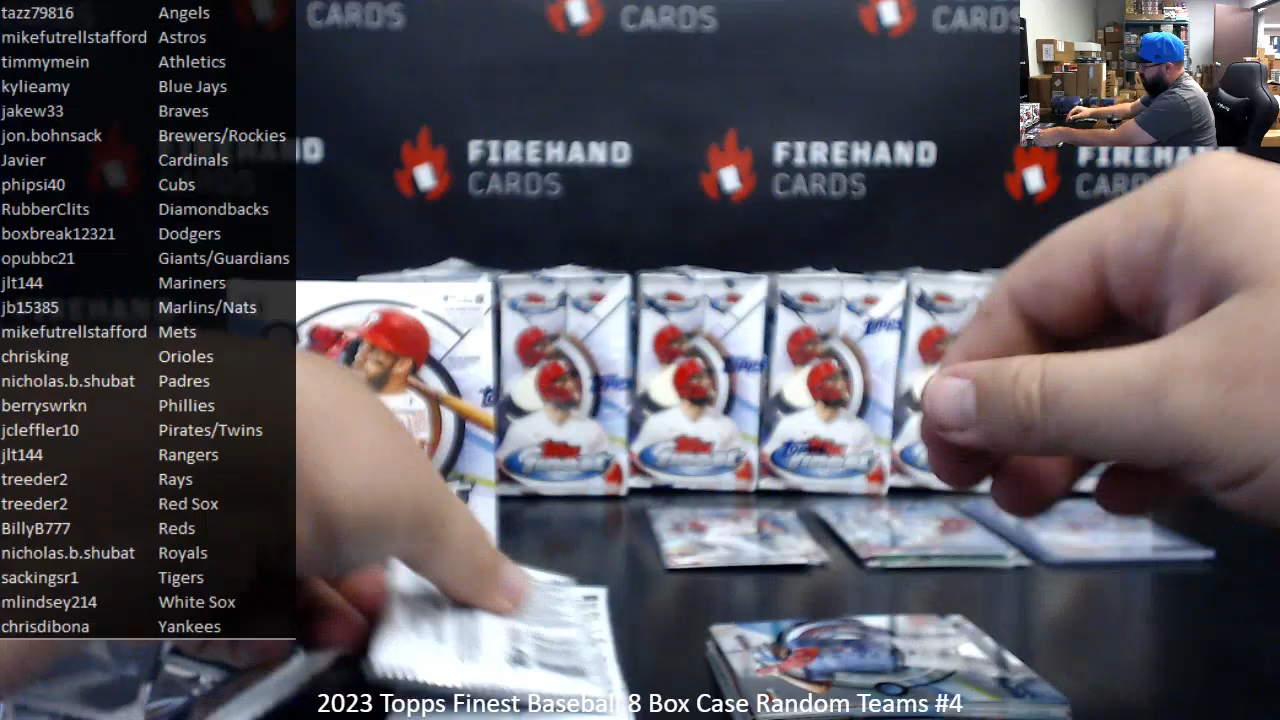 tazz79816 Angels
mikefutrellstafford Astros
timmymein Athletics
kylieamy Blue Jays
jakew33 Braves
jon.bohnsack Brewers/Rockies
Javier Cardinals
phipsi40 Cubs
RubberClits Diamondbacks
boxbreak12321 Dodgers
opubbc21 Giants/Guardians
jlt144 Mariners
jb15385 Marlins/Nats
mikefutrellstafford Mets
chrisking Orioles
nicholas.b.shubat Padres
berryswrkn Phillies
jcleffler10 Pirates/Twins
jlt144 Rangers
treeder2 Rays
treeder2 Red Sox
BillyB777 Reds
nicholas.b.shubat Royals
sackingsr1 Tigers
mlindsey214 White Sox
chrisdibona Yankees
CARDS
CARDS
CARDS
FIREHAND
CARDS
FIREHAND
CARDS
FIREHAND
CARDS
2023 Topps Finest Baseball 8 Box Case Random Teams #4